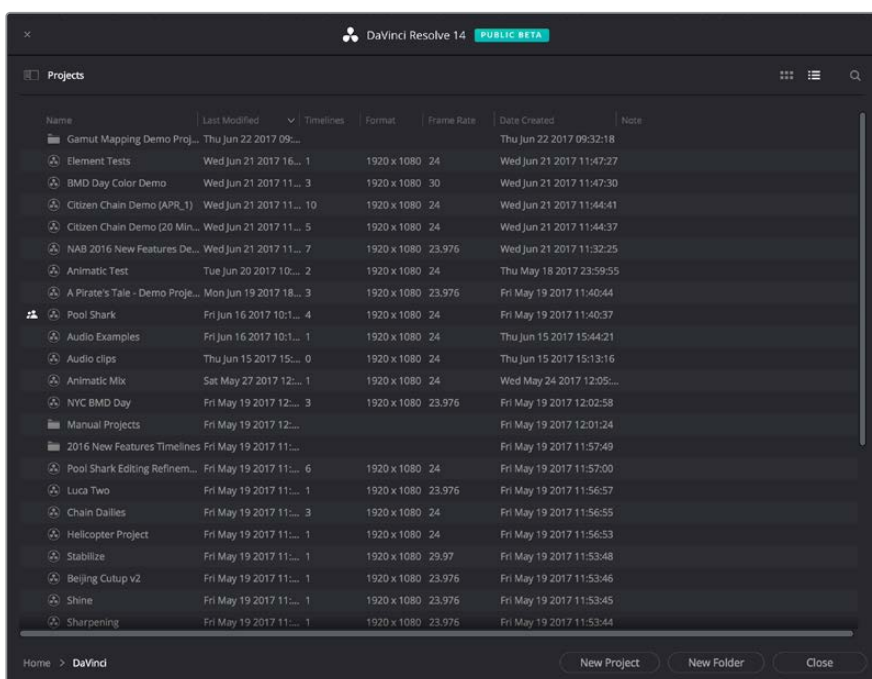 DaVinci Resolve 14 PUBLIC BETA
Projects
Name Last Modified Timelines Format Frame Rate Date Created Note
Gamut Mapping Demo Proj... Thu Jun 22 2017 09:... Thu Jun 22 2017 09:32:18
Element Tests Wed Jun 21 2017 16... 1 1920 x 1080 24 Wed Jun 21 2017 11:47:27
BMD Day Color Demo Wed Jun 21 2017 11... 3 1920 x 1080 30 Wed Jun 21 2017 11:47:30
Citizen Chain Demo (APR_1) Wed Jun 21 2017 11... 10 1920 x 1080 24 Wed Jun 21 2017 11:44:41
Citizen Chain Demo (20 Min... Wed Jun 21 2017 11... 5 1920 x 1080 24 Wed Jun 21 2017 11:44:37
NAB 2016 New Features De... Wed Jun 21 2017 11... 7 1920 x 1080 23.976 Wed Jun 21 2017 11:32:25
Animatic Test Tue Jun 20 2017 10:... 2 1920 x 1080 24 Thu May 18 2017 23:59:55
A Pirate's Tale - Demo Proje... Mon Jun 19 2017 18... 3 1920 x 1080 23.976 Fri May 19 2017 11:40:44
Pool Shark Fri Jun 16 2017 10:1... 4 1920 x 1080 24 Fri May 19 2017 11:40:37
Audio Examples Fri Jun 16 2017 10:1... 1 1920 x 1080 24 Thu Jun 15 2017 15:44:21
Audio clips Thu Jun 15 2017 15:... 0 1920 x 1080 24 Thu Jun 15 2017 15:13:16
Animatic Mix Sat May 27 2017 12:... 1 1920 x 1080 24 Wed May 24 2017 12:05:...
NYC BMD Day Fri May 19 2017 12:... 3 1920 x 1080 23.976 Fri May 19 2017 12:02:58
Manual Projects Fri May 19 2017 12:... Fri May 19 2017 12:01:24
2016 New Features Timelines Fri May 19 2017 11:... Fri May 19 2017 11:57:49
Pool Shark Editing Refinem... Fri May 19 2017 11:... 6 1920 x 1080 24 Fri May 19 2017 11:57:00
Luca Two Fri May 19 2017 11:... 1 1920 x 1080 23.976 Fri May 19 2017 11:56:57
Chain Dailies Fri May 19 2017 11:... 3 1920 x 1080 24 Fri May 19 2017 11:56:55
Helicopter Project Fri May 19 2017 11:... 1 1920 x 1080 24 Fri May 19 2017 11:56:53
Stabilize Fri May 19 2017 11:... 1 1920 x 1080 29.97 Fri May 19 2017 11:53:48
Beijing Cutup v2 Fri May 19 2017 11:... 1 1920 x 1080 23.976 Fri May 19 2017 11:53:46
Shine Fri May 19 2017 11:... 1 1920 x 1080 23.976 Fri May 19 2017 11:53:45
Sharpening Fri May 19 2017 11:... 1 1920 x 1080 23.976 Fri May 19 2017 11:53:44
Home > DaVinci New Project New Folder Close